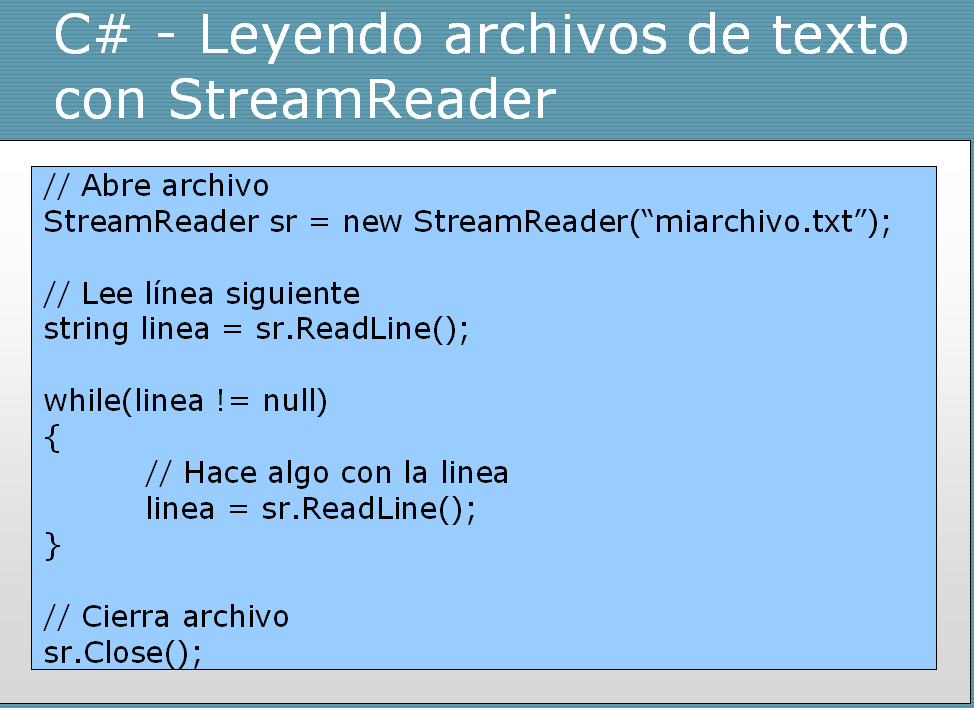 C# - Leyendo archivos de texto
con StreamReader
// Abre archivo
StreamReader sr = new StreamReader(“miarchivo.txt”);
// Lee línea siguiente
string linea = sr.ReadLine();
while(linea != null)
{
// Hace algo con la linea
linea = sr.ReadLine();
}
// Cierra archivo
sr.Close();